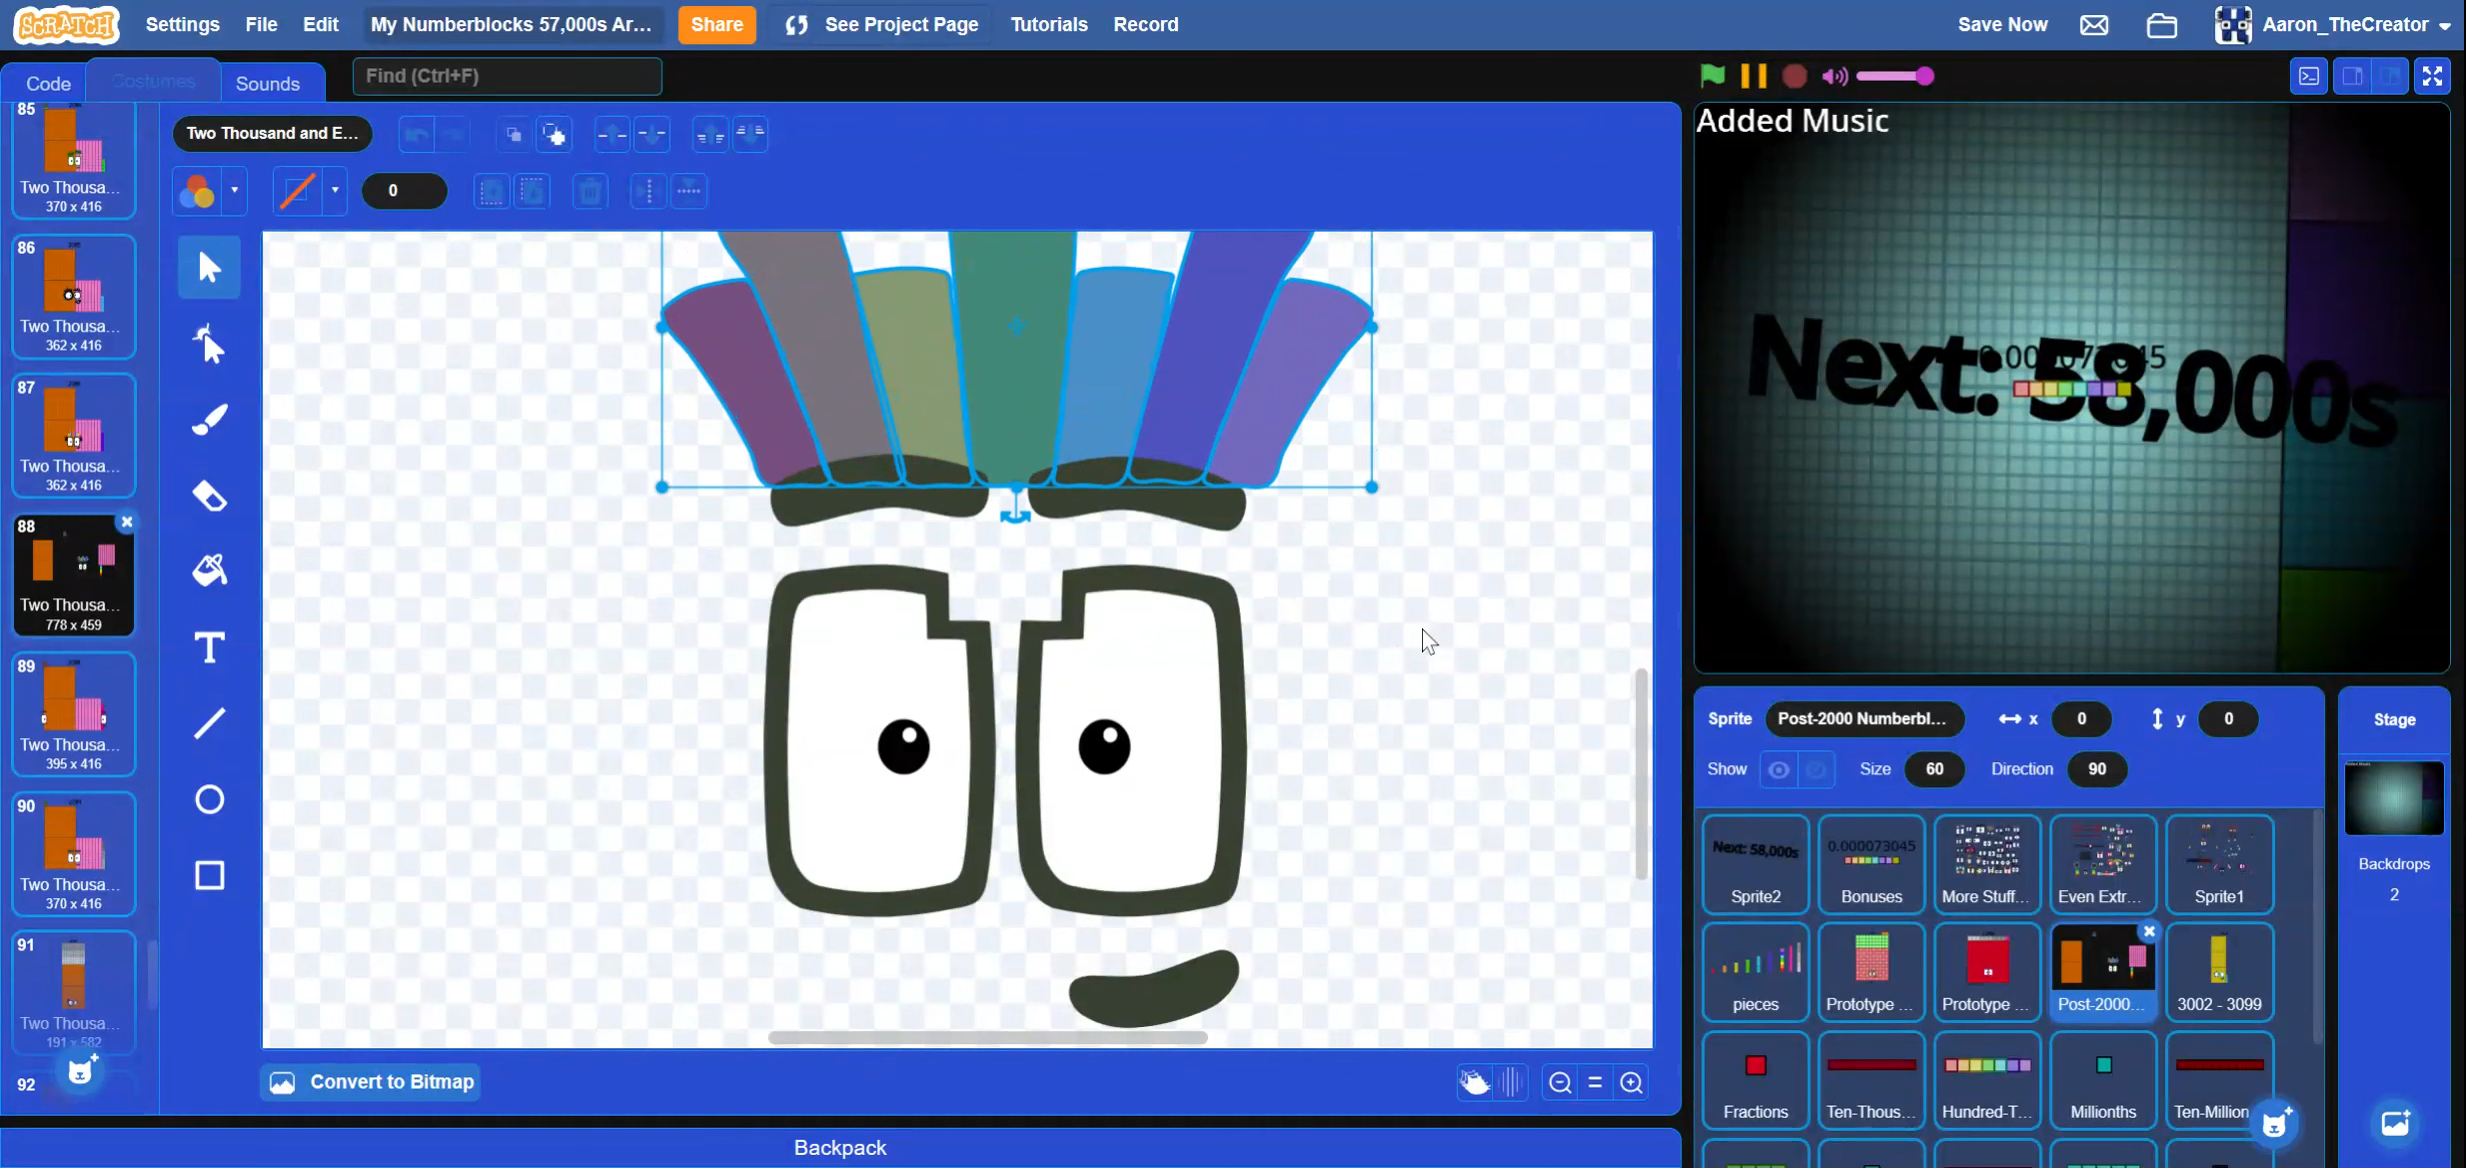 SCRATCH Settings File Edit My Numberblocks 57,000s Ar... Share See Project Page Tutorials Record Save Now Aaron_TheCreator
Code Costumes Sounds Find (Ctrl+F)
Added Music
Next: 58,000s
0.000073045
Two Thousand and E...
0
85
Two Thousa...
370 x 416
86
Two Thousa...
362 x 416
87
Two Thousa...
362 x 416
88
Two Thousa...
778 x 459
89
Two Thousa...
395 x 416
90
Two Thousa...
370 x 416
91
Two Thousa...
191 x 582
92
T
Convert to Bitmap
Backpack
Sprite Post-2000 Numberbl... x 0 y 0
Show Size 60 Direction 90
Next: 58,000s
0.000073045
Sprite2 Bonuses More Stuff... Even Extr... Sprite1
pieces Prototype ... Prototype ... Post-2000... 3002 - 3099
Fractions Ten-Thous... Hundred-T... Millionths Ten-Million
Stage
Backdrops
2